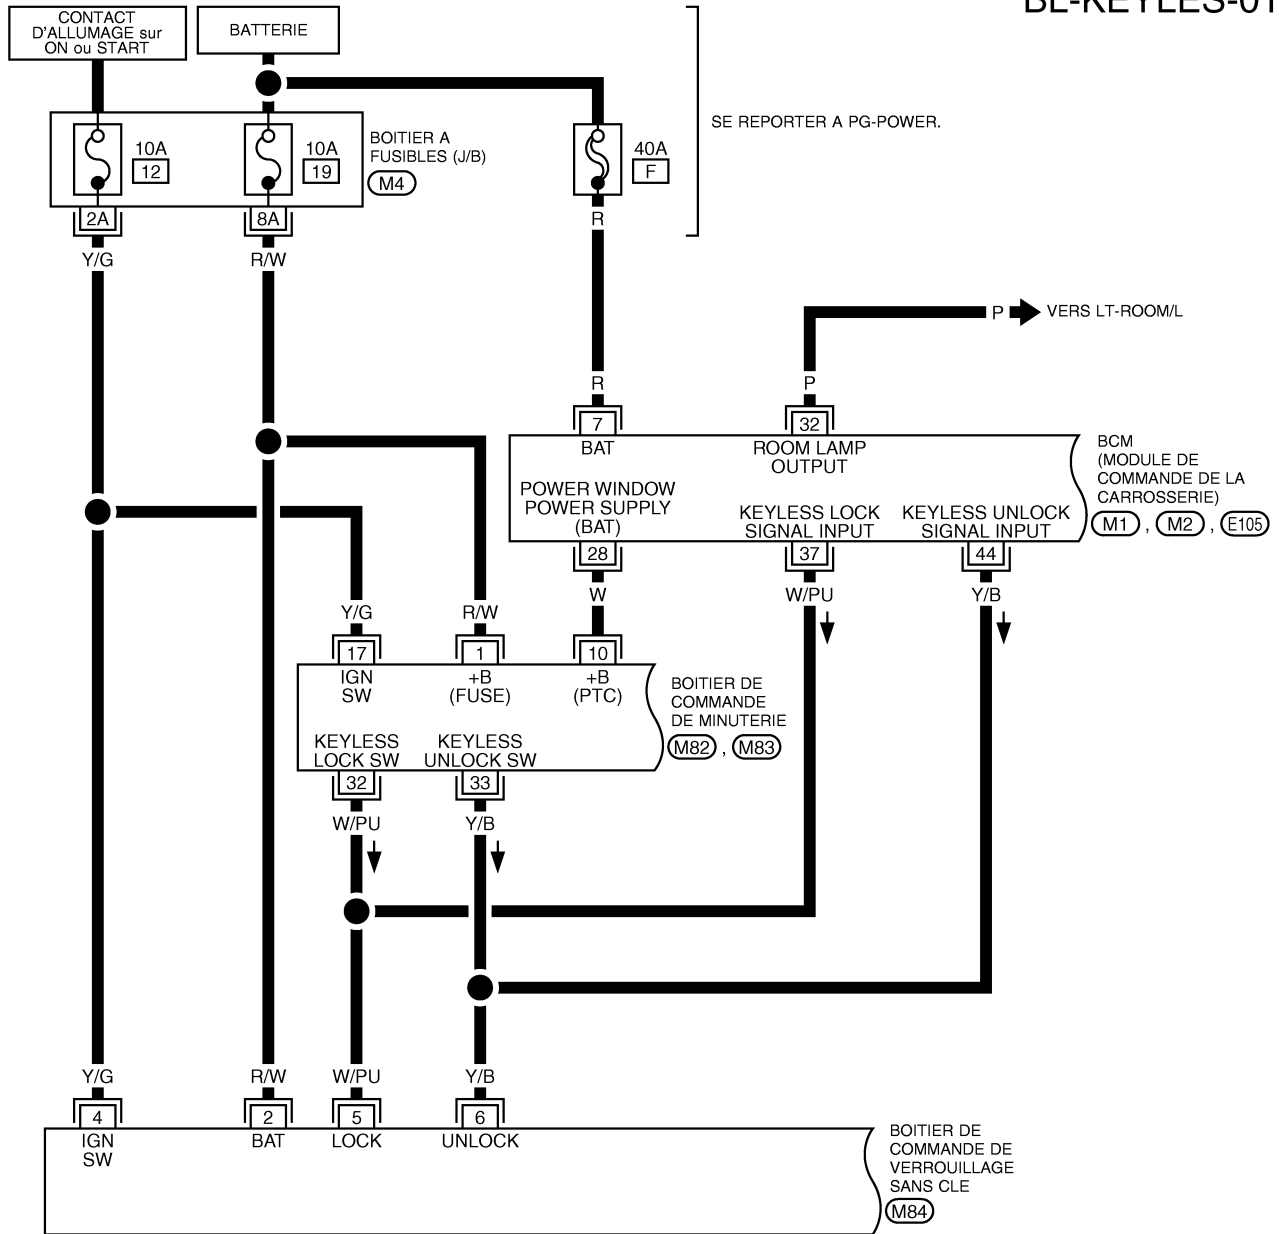 BL-KEYLES-01
CONTACT
D'ALLUMAGE sur
ON ou START
BATTERIE
SE REPORTER A PG-POWER.
10A
12
10A
19
BOITIER A
FUSIBLES (J/B)
M4
40A
F
2A
8A
R
Y/G
R/W
P
VERS LT-ROOM/L
R
P
7
32
BAT
ROOM LAMP
OUTPUT
BCM
(MODULE DE
COMMANDE DE LA
CARROSSERIE)
M1 , M2 , E105
POWER WINDOW
POWER SUPPLY
(BAT)
KEYLESS LOCK
SIGNAL INPUT
KEYLESS UNLOCK
SIGNAL INPUT
28
37
44
W
W/PU
Y/B
Y/G
R/W
17
1
10
IGN
SW
+B
(FUSE)
+B
(PTC)
BOITIER DE
COMMANDE
DE MINUTERIE
M82 , M83
KEYLESS
LOCK SW
KEYLESS
UNLOCK SW
32
33
W/PU
Y/B
Y/G
R/W
W/PU
Y/B
4
2
5
6
IGN
SW
BAT
LOCK
UNLOCK
BOITIER DE
COMMANDE DE
VERROUILLAGE
SANS CLE
M84